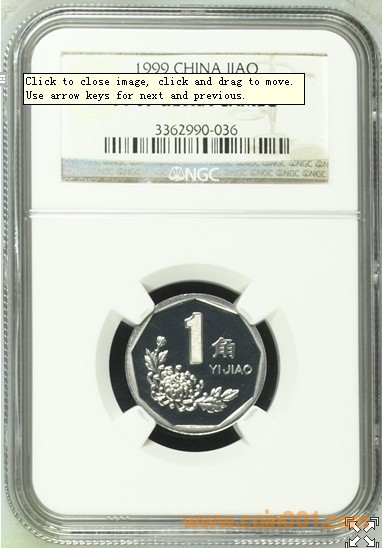 1999 CHINA JIAO
Click to close image, click and drag to move.
Use arrow keys for next and previous.
3362990-036
NGC
1角
YI JIAO
www.coin001.com